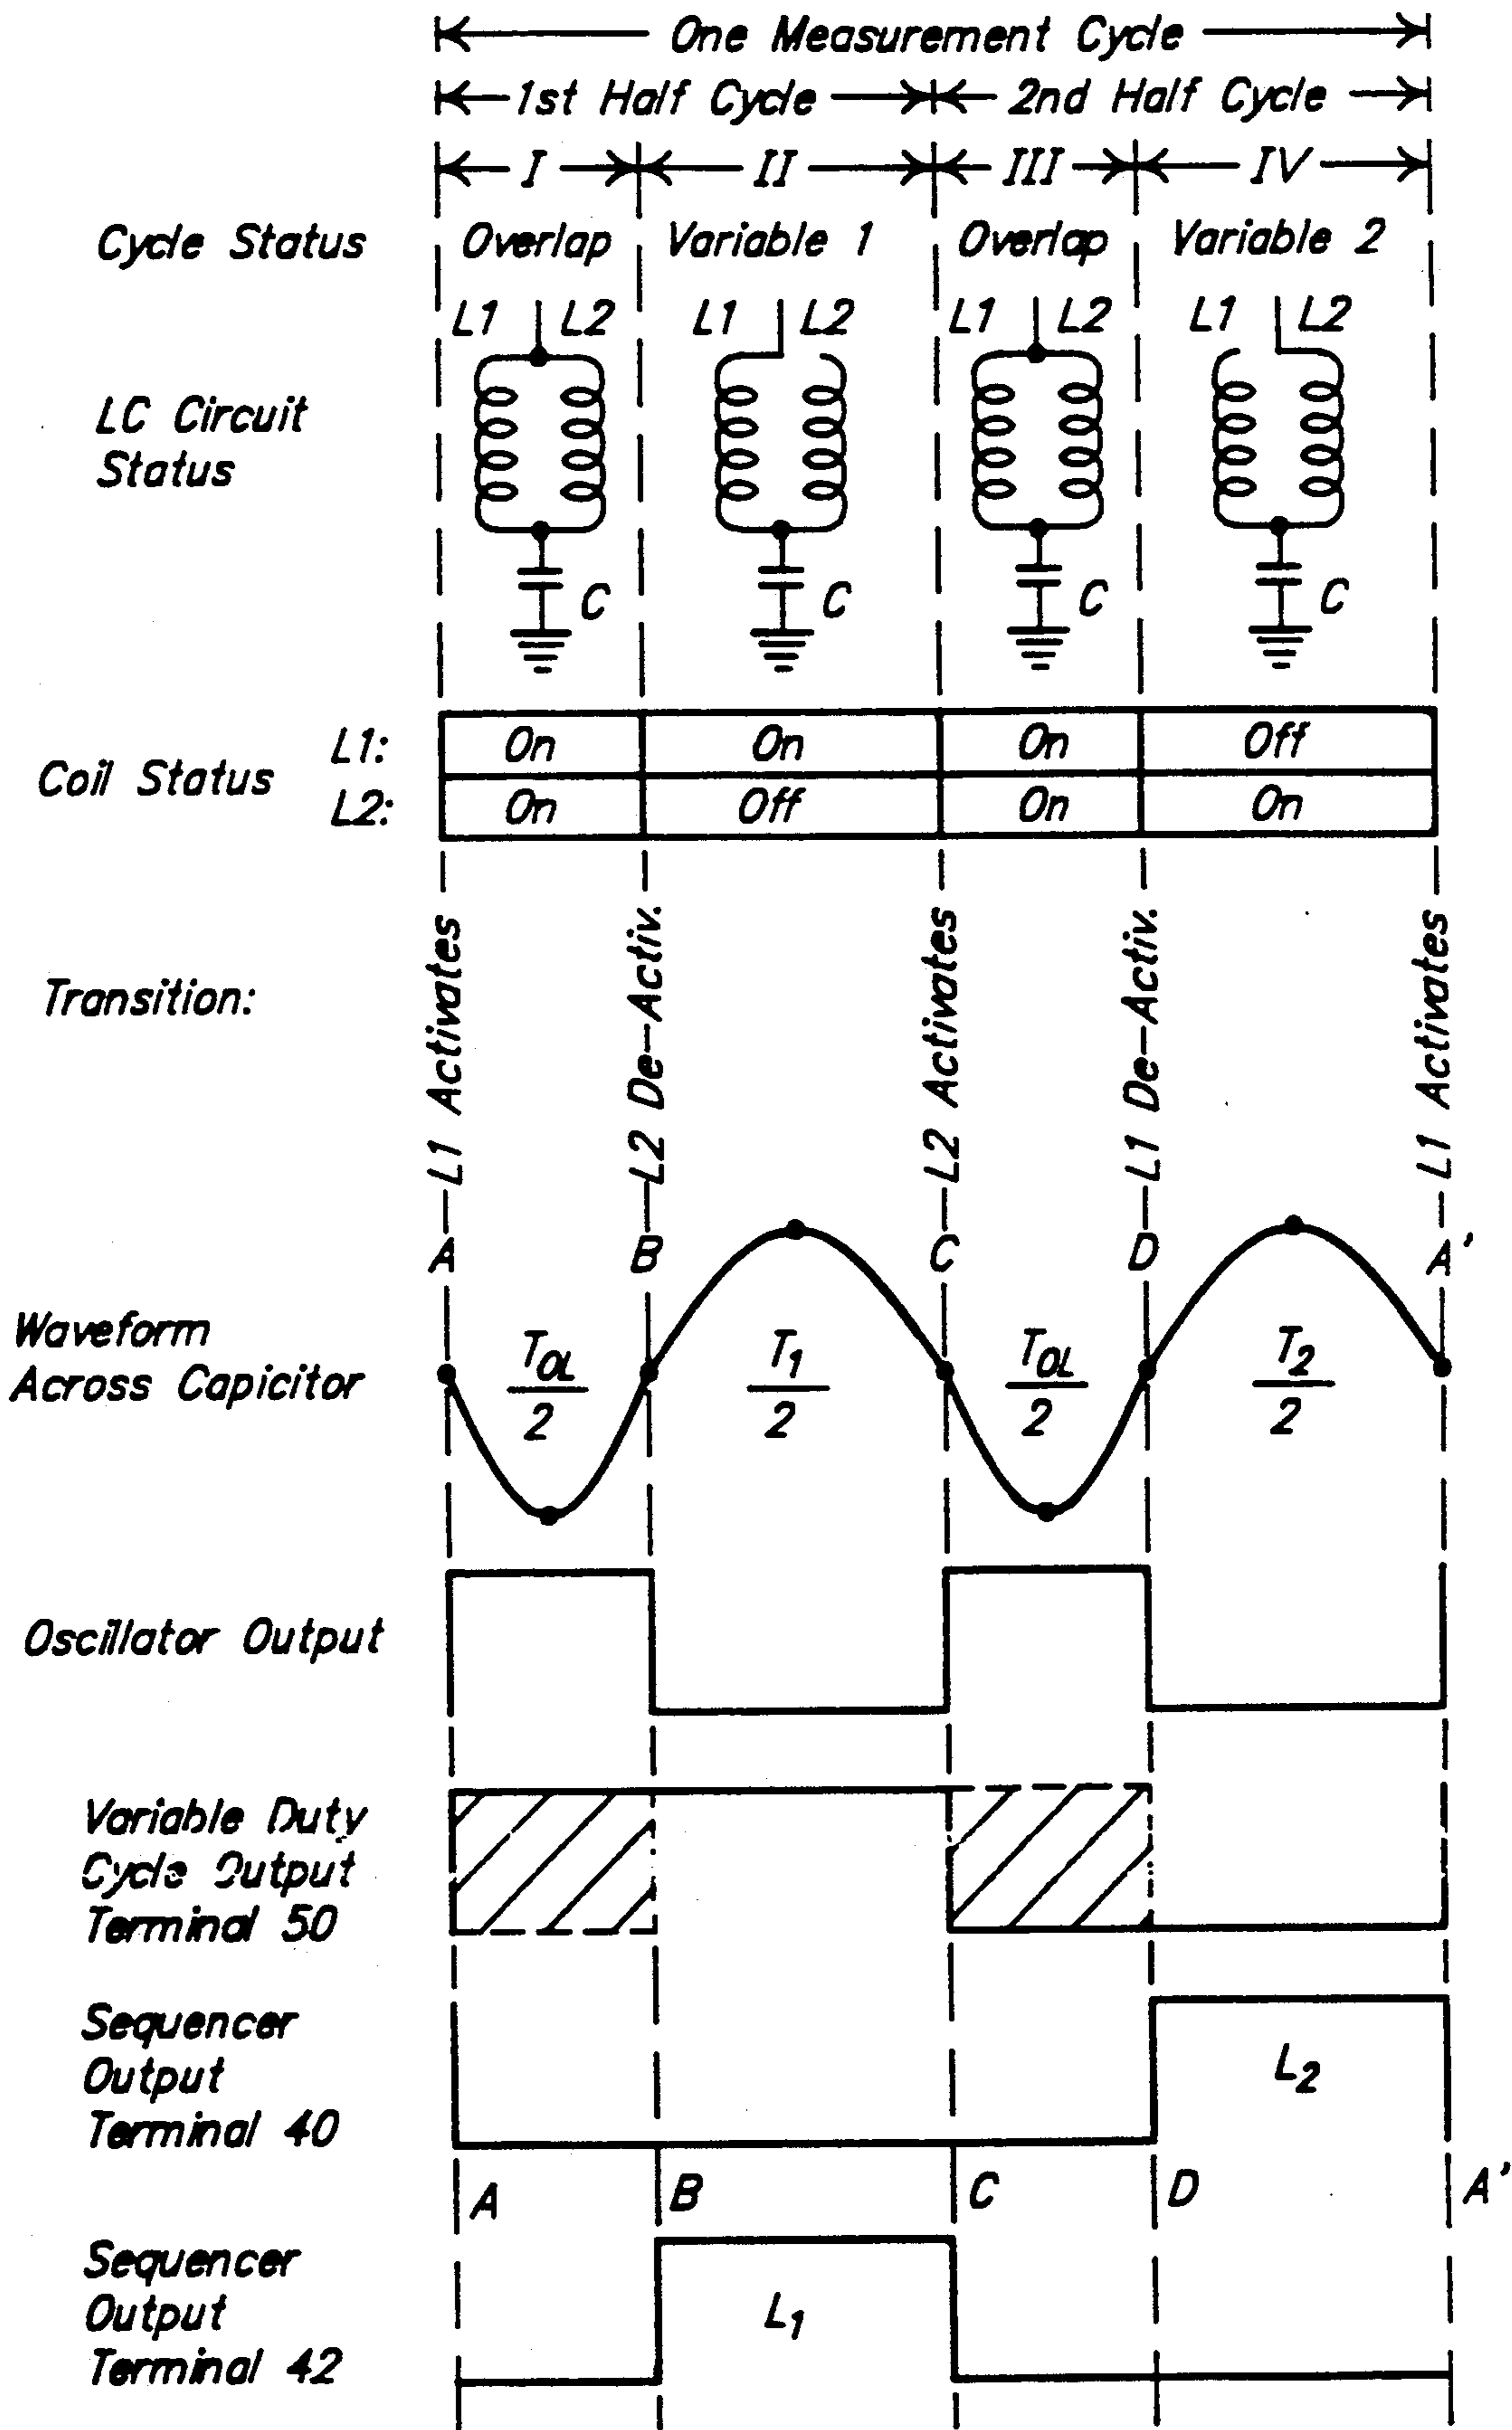 One Measurement Cycle
1st Half Cycle 2nd Half Cycle
I II III IV
Cycle Status Overlap Variable 1 Overlap Variable 2
L1 L2 L1 L2 L1 L2 L1 L2
LC Circuit
Status
C C C C
Coil Status
L1: On On On Off
L2: On Off On On
Transition:
L1 Activates
L2 De-Activ.
L2 Activates
L1 De-Activ.
L1 Activates
A B C D A'
Waveform
Across Capicitor
TOL/2 T1/2 TOL/2 T2/2
Oscillator Output
Variable Duty
Cycle Output
Terminal 50
Sequencer
Output
Terminal 40
L2
A B C D A'
Sequencer
Output
Terminal 42
L1